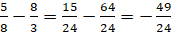 5/8 − 8/3 = 15/24 − 64/24 = − 49/24